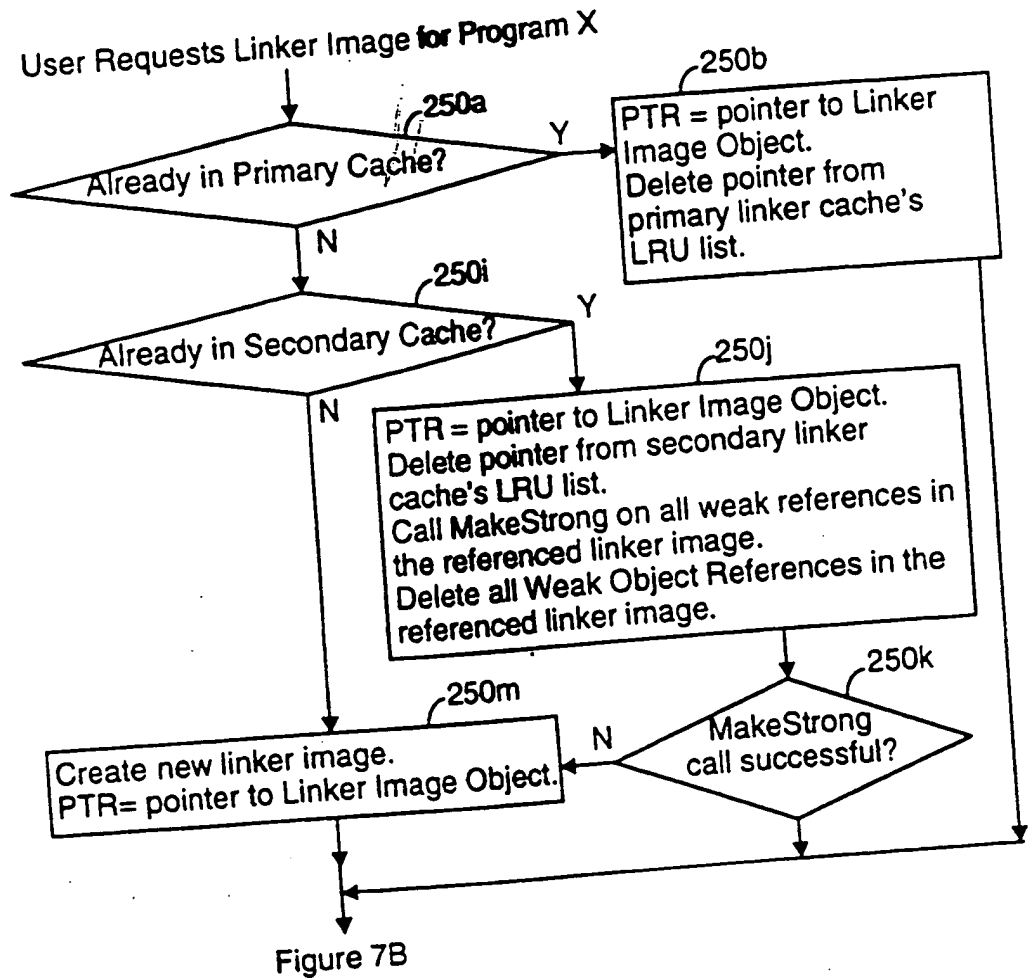 User Requests Linker Image for Program X
250a
Already in Primary Cache?
Y
N
250b
PTR = pointer to Linker
Image Object.
Delete pointer from
primary linker cache's
LRU list.
250i
Already in Secondary Cache?
Y
N
250j
PTR = pointer to Linker Image Object.
Delete pointer from secondary linker
cache's LRU list.
Call MakeStrong on all weak references in
the referenced linker image.
Delete all Weak Object References in the
referenced linker image.
250k
MakeStrong
call successful?
N
250m
Create new linker image.
PTR= pointer to Linker Image Object.
Figure 7B